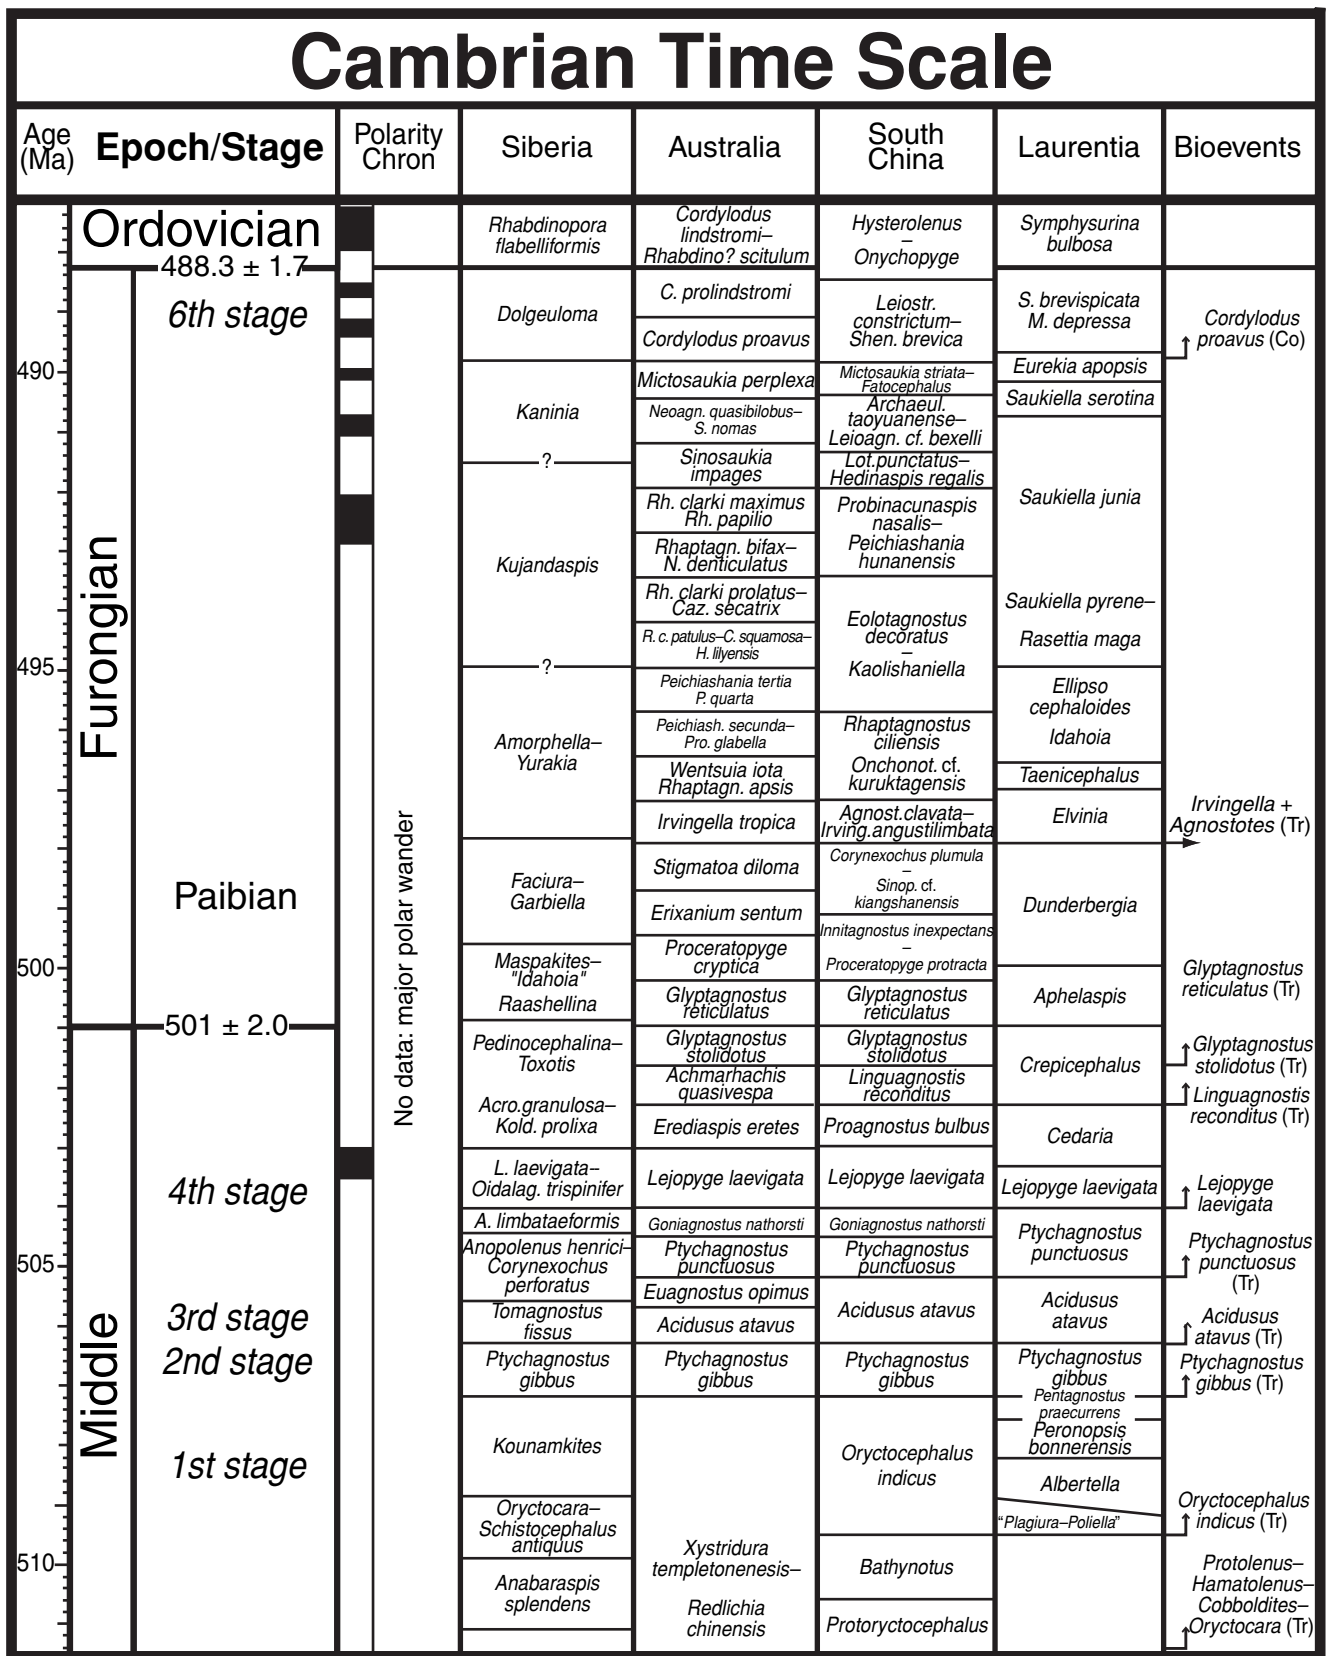 Cambrian Time Scale
Age
(Ma)
Epoch/Stage
Polarity
Chron
Siberia
Australia
South
China
Laurentia
Bioevents
Ordovician
488.3 ± 1.7
6th stage
490
Furongian
495
Paibian
500
501 ± 2.0
4th stage
505
Middle
3rd stage
2nd stage
1st stage
510
No data: major polar wander
Rhabdinopora
flabelliformis
Dolgeuloma
Kaninia
?
Kujandaspis
?
Amorphella–
Yurakia
Faciura–
Garbiella
Maspakites–
"Idahoia"
Raashellina
Pedinocephalina–
Toxotis
Acro.granulosa–
Kold. prolixa
L. laevigata–
Oidalag. trispinifer
A. limbataeformis
Anopolenus henrici–
Corynexochus
perforatus
Tomagnostus
fissus
Ptychagnostus
gibbus
Kounamkites
Oryctocara–
Schistocephalus
antiquus
Anabaraspis
splendens
Cordylodus
lindstromi–
Rhabdino? scitulum
C. prolindstromi
Cordylodus proavus
Mictosaukia perplexa
Neoagn. quasibilobus–
S. nomas
Sinosaukia
impages
Rh. clarki maximus
Rh. papilio
Rhaptagn. bifax–
N. denticulatus
Rh. clarki prolatus–
Caz. secatrix
R. c. patulus–C. squamosa–
H. lilyensis
Peichiashania tertia
P. quarta
Peichiash. secunda–
Pro. glabella
Wentsuia iota
Rhaptagn. apsis
Irvingella tropica
Stigmatoa diloma
Erixanium sentum
Proceratopyge
cryptica
Glyptagnostus
reticulatus
Glyptagnostus
stolidotus
Achmarhachis
quasivespa
Erediaspis eretes
Lejopyge laevigata
Goniagnostus nathorsti
Ptychagnostus
punctuosus
Euagnostus opimus
Acidusus atavus
Ptychagnostus
gibbus
Xystridura
templetonenesis–
Redlichia
chinensis
Hysterolenus
–
Onychopyge
Leiostr.
constrictum–
Shen. brevica
Mictosaukia striata–
Fatocephalus
Archaeul.
taoyuanense–
Leioagn. cf. bexelli
Lot.punctatus–
Hedinaspis regalis
Probinacunaspis
nasalis–
Peichiashania
hunanensis
Eolotagnostus
decoratus
–
Kaolishaniella
Rhaptagnostus
ciliensis
Onchonot. cf.
kuruktagensis
Agnost.clavata–
Irving.angustilimbata
Corynexochus plumula
–
Sinop. cf.
kiangshanensis
Innitagnostus inexpectans
–
Proceratopyge protracta
Glyptagnostus
reticulatus
Glyptagnostus
stolidotus
Linguagnostis
reconditus
Proagnostus bulbus
Lejopyge laevigata
Goniagnostus nathorsti
Ptychagnostus
punctuosus
Acidusus atavus
Ptychagnostus
gibbus
Oryctocephalus
indicus
Bathynotus
Protoryctocephalus
Symphysurina
bulbosa
S. brevispicata
M. depressa
Eurekia apopsis
Saukiella serotina
Saukiella junia
Saukiella pyrene–
Rasettia maga
Ellipso
cephaloides
Idahoia
Taenicephalus
Elvinia
Dunderbergia
Aphelaspis
Crepicephalus
Cedaria
Lejopyge laevigata
Ptychagnostus
punctuosus
Acidusus
atavus
Ptychagnostus
gibbus
Pentagnostus
praecurrens
Peronopsis
bonnerensis
Albertella
“Plagiura–Poliella”
Cordylodus
proavus (Co)
Irvingella +
Agnostotes (Tr)
Glyptagnostus
reticulatus (Tr)
Glyptagnostus
stolidotus (Tr)
Linguagnostis
reconditus (Tr)
Lejopyge
laevigata
Ptychagnostus
punctuosus
(Tr)
Acidusus
atavus (Tr)
Ptychagnostus
gibbus (Tr)
Oryctocephalus
indicus (Tr)
Protolenus–
Hamatolenus–
Cobboldites–
Oryctocara (Tr)